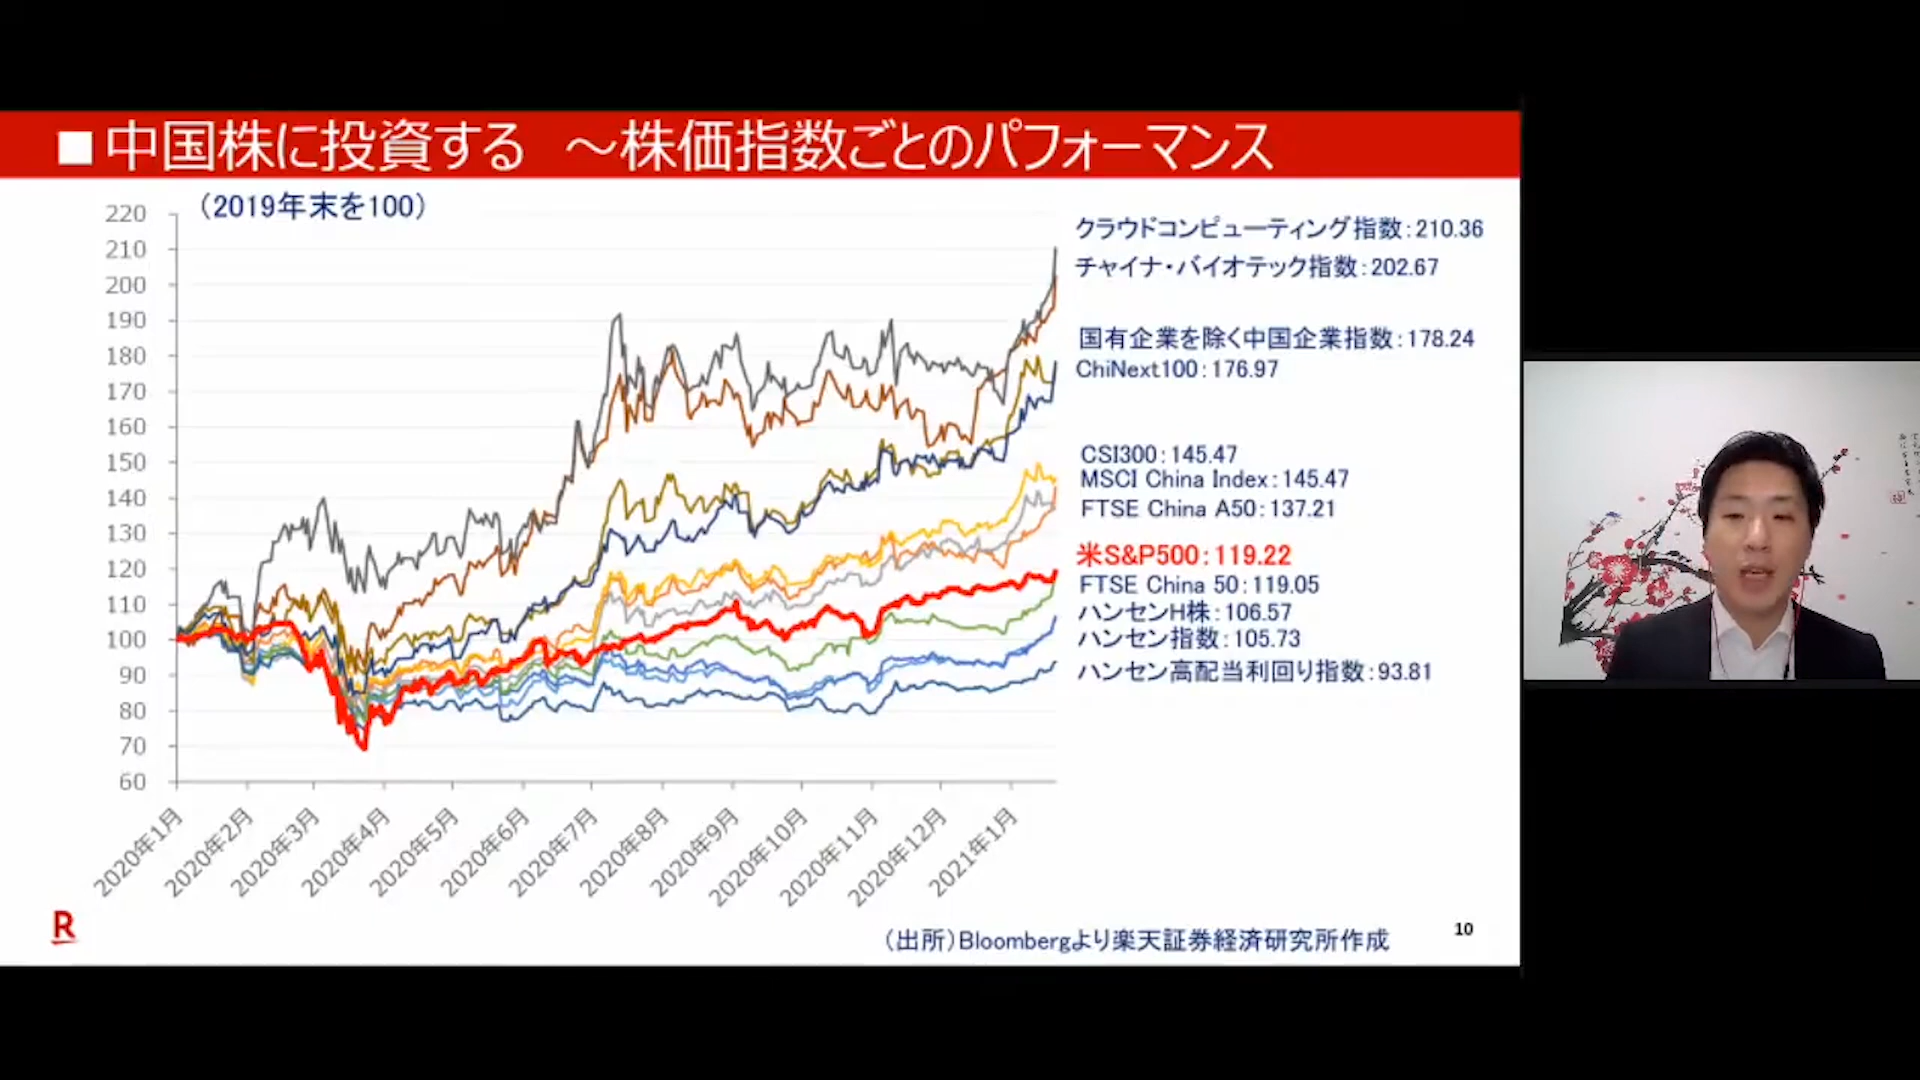 ■中国株に投資する ～株価指数ごとのパフォーマンス
（2019年末を100）
220
210
200
190
180
170
160
150
140
130
120
110
100
90
80
70
60
2020年1月
2020年2月
2020年3月
2020年4月
2020年5月
2020年6月
2020年7月
2020年8月
2020年9月
2020年10月
2020年11月
2020年12月
2021年1月
クラウドコンピューティング指数：210.36
チャイナ・バイオテック指数：202.67
国有企業を除く中国企業指数：178.24
ChiNext100：176.97
CSI300：145.47
MSCI China Index：145.47
FTSE China A50：137.21
米S&P500：119.22
FTSE China 50：119.05
ハンセンH株：106.57
ハンセン指数：105.73
ハンセン高配当利回り指数：93.81
R
（出所）Bloombergより楽天証券経済研究所作成
10